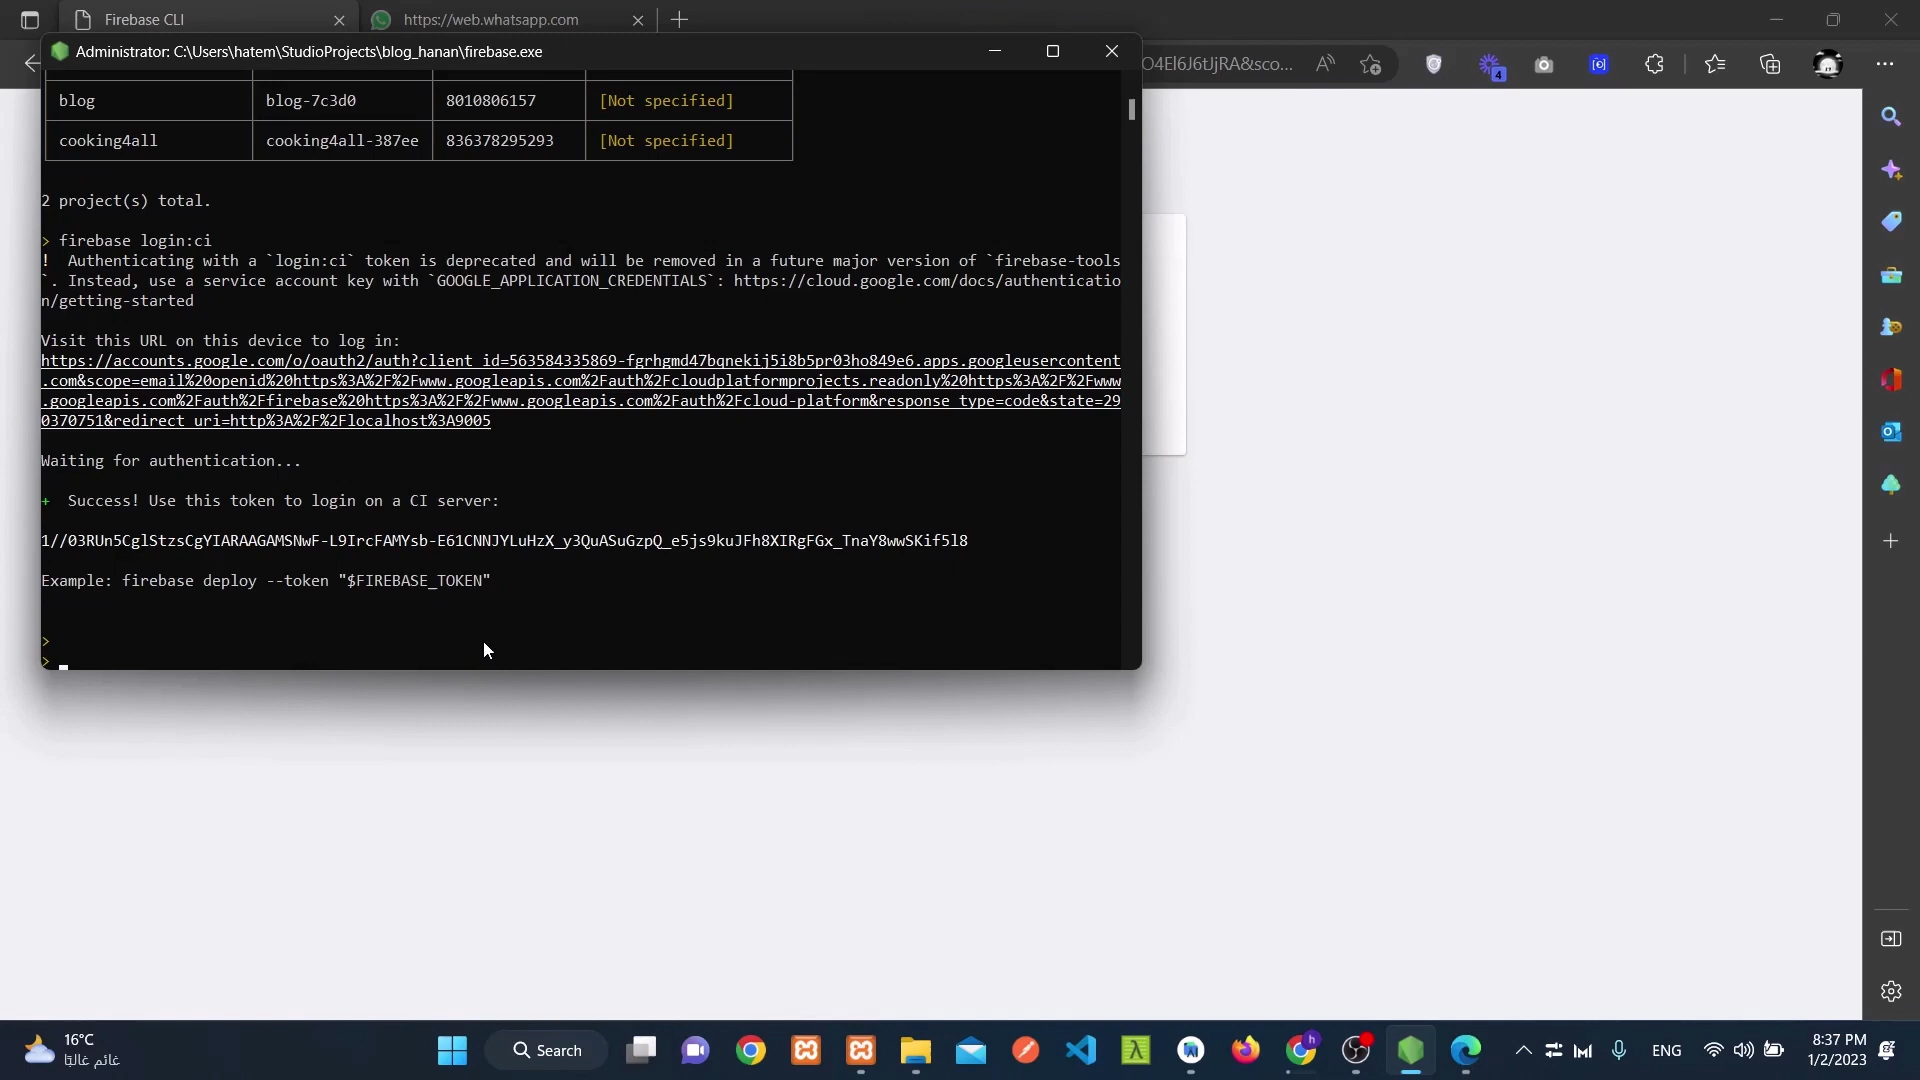 Firebase CLI
https://web.whatsapp.com
Administrator: C:\Users\hatem\StudioProjects\blog_hanan\firebase.exe
O4El6J6tJjRA&sco...
4
blog blog-7c3d0 8010806157 [Not specified]
cooking4all cooking4all-387ee 836378295293 [Not specified]
2 project(s) total.
> firebase login:ci
! Authenticating with a `login:ci` token is deprecated and will be removed in a future major version of `firebase-tools
`. Instead, use a service account key with `GOOGLE_APPLICATION_CREDENTIALS`: https://cloud.google.com/docs/authenticatio
n/getting-started
Visit this URL on this device to log in:
https://accounts.google.com/o/oauth2/auth?client_id=563584335869-fgrhgmd47bqnekij5i8b5pr03ho849e6.apps.googleusercontent
.com&scope=email%20openid%20https%3A%2F%2Fwww.googleapis.com%2Fauth%2Fcloudplatformprojects.readonly%20https%3A%2F%2Fwww
.googleapis.com%2Fauth%2Ffirebase%20https%3A%2F%2Fwww.googleapis.com%2Fauth%2Fcloud-platform&response_type=code&state=29
0370751&redirect_uri=http%3A%2F%2Flocalhost%3A9005
Waiting for authentication...
+ Success! Use this token to login on a CI server:
1//03RUn5CglStzsCgYIARAAGAMSNwF-L9IrcFAMYsb-E61CNNJYLuHzX_y3QuASuGzpQ_e5js9kuJFh8XIRgFGx_TnaY8wwSKif5l8
Example: firebase deploy --token "$FIREBASE_TOKEN"
>
>
16°C
غائم غالبًا
Search
ENG
8:37 PM
1/2/2023